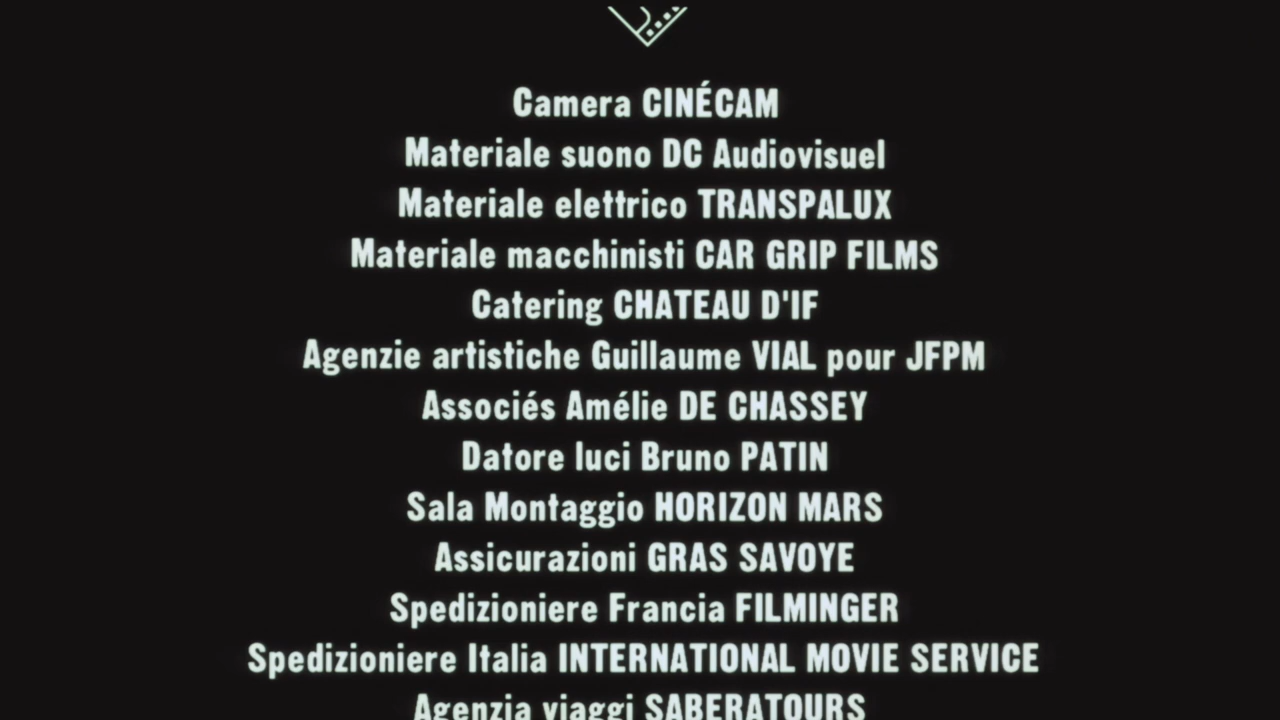 Camera CINÉCAM
Materiale suono DC Audiovisuel
Materiale elettrico TRANSPALUX
Materiale macchinisti CAR GRIP FILMS
Catering CHATEAU D'IF
Agenzie artistiche Guillaume VIAL pour JFPM
Associés Amélie DE CHASSEY
Datore luci Bruno PATIN
Sala Montaggio HORIZON MARS
Assicurazioni GRAS SAVOYE
Spedizioniere Francia FILMINGER
Spedizioniere Italia INTERNATIONAL MOVIE SERVICE
Agenzia viaggi SABERATOURS